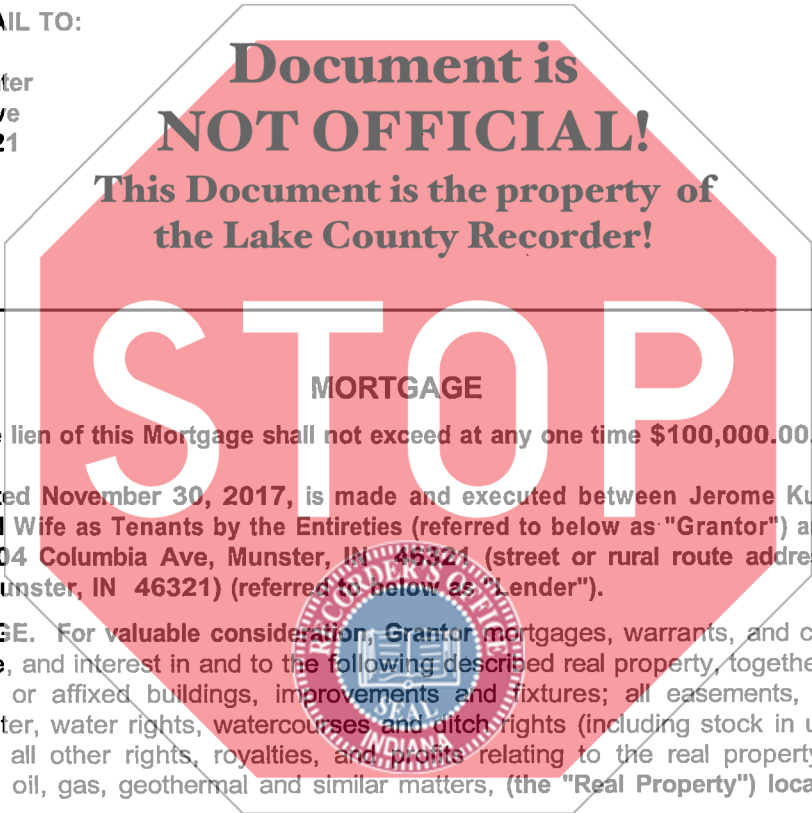 AIL TO:
ter
ve
21
Document is
NOT OFFICIAL!
This Document is the property of
the Lake County Recorder!
STOP
MORTGAGE
lien of this Mortgage shall not exceed at any one time $100,000.00.
ted November 30, 2017, is made and executed between Jerome Ku
Wife as Tenants by the Entireties (referred to below as "Grantor") a
04 Columbia Ave, Munster, IN 46321 (street or rural route addre
unster, IN 46321) (referred to below as "Lender").
GE. For valuable consideration, Grantor mortgages, warrants, and c
e, and interest in and to the following described real property, togethe
or affixed buildings, improvements and fixtures; all easements,
ter, water rights, watercourses and ditch rights (including stock in u
all other rights, royalties, and profits relating to the real property
oil, gas, geothermal and similar matters, (the "Real Property") loca
RECORDER'S OFFICE
SEAL
INDIANA